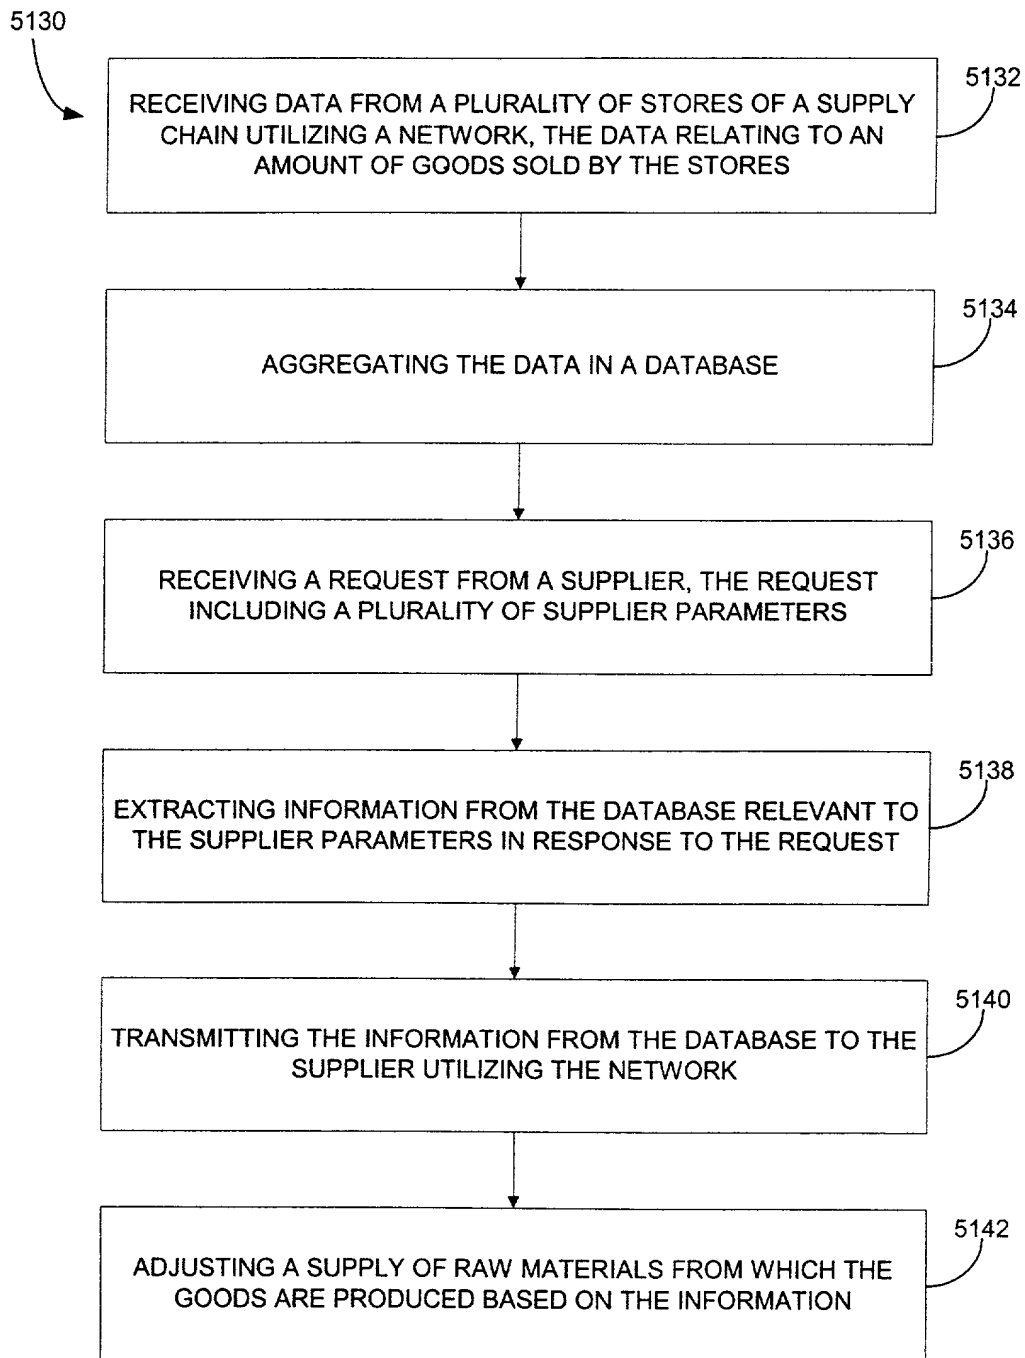 5130
5132
RECEIVING DATA FROM A PLURALITY OF STORES OF A SUPPLY
CHAIN UTILIZING A NETWORK, THE DATA RELATING TO AN
AMOUNT OF GOODS SOLD BY THE STORES
5134
AGGREGATING THE DATA IN A DATABASE
5136
RECEIVING A REQUEST FROM A SUPPLIER, THE REQUEST
INCLUDING A PLURALITY OF SUPPLIER PARAMETERS
5138
EXTRACTING INFORMATION FROM THE DATABASE RELEVANT TO
THE SUPPLIER PARAMETERS IN RESPONSE TO THE REQUEST
5140
TRANSMITTING THE INFORMATION FROM THE DATABASE TO THE
SUPPLIER UTILIZING THE NETWORK
5142
ADJUSTING A SUPPLY OF RAW MATERIALS FROM WHICH THE
GOODS ARE PRODUCED BASED ON THE INFORMATION